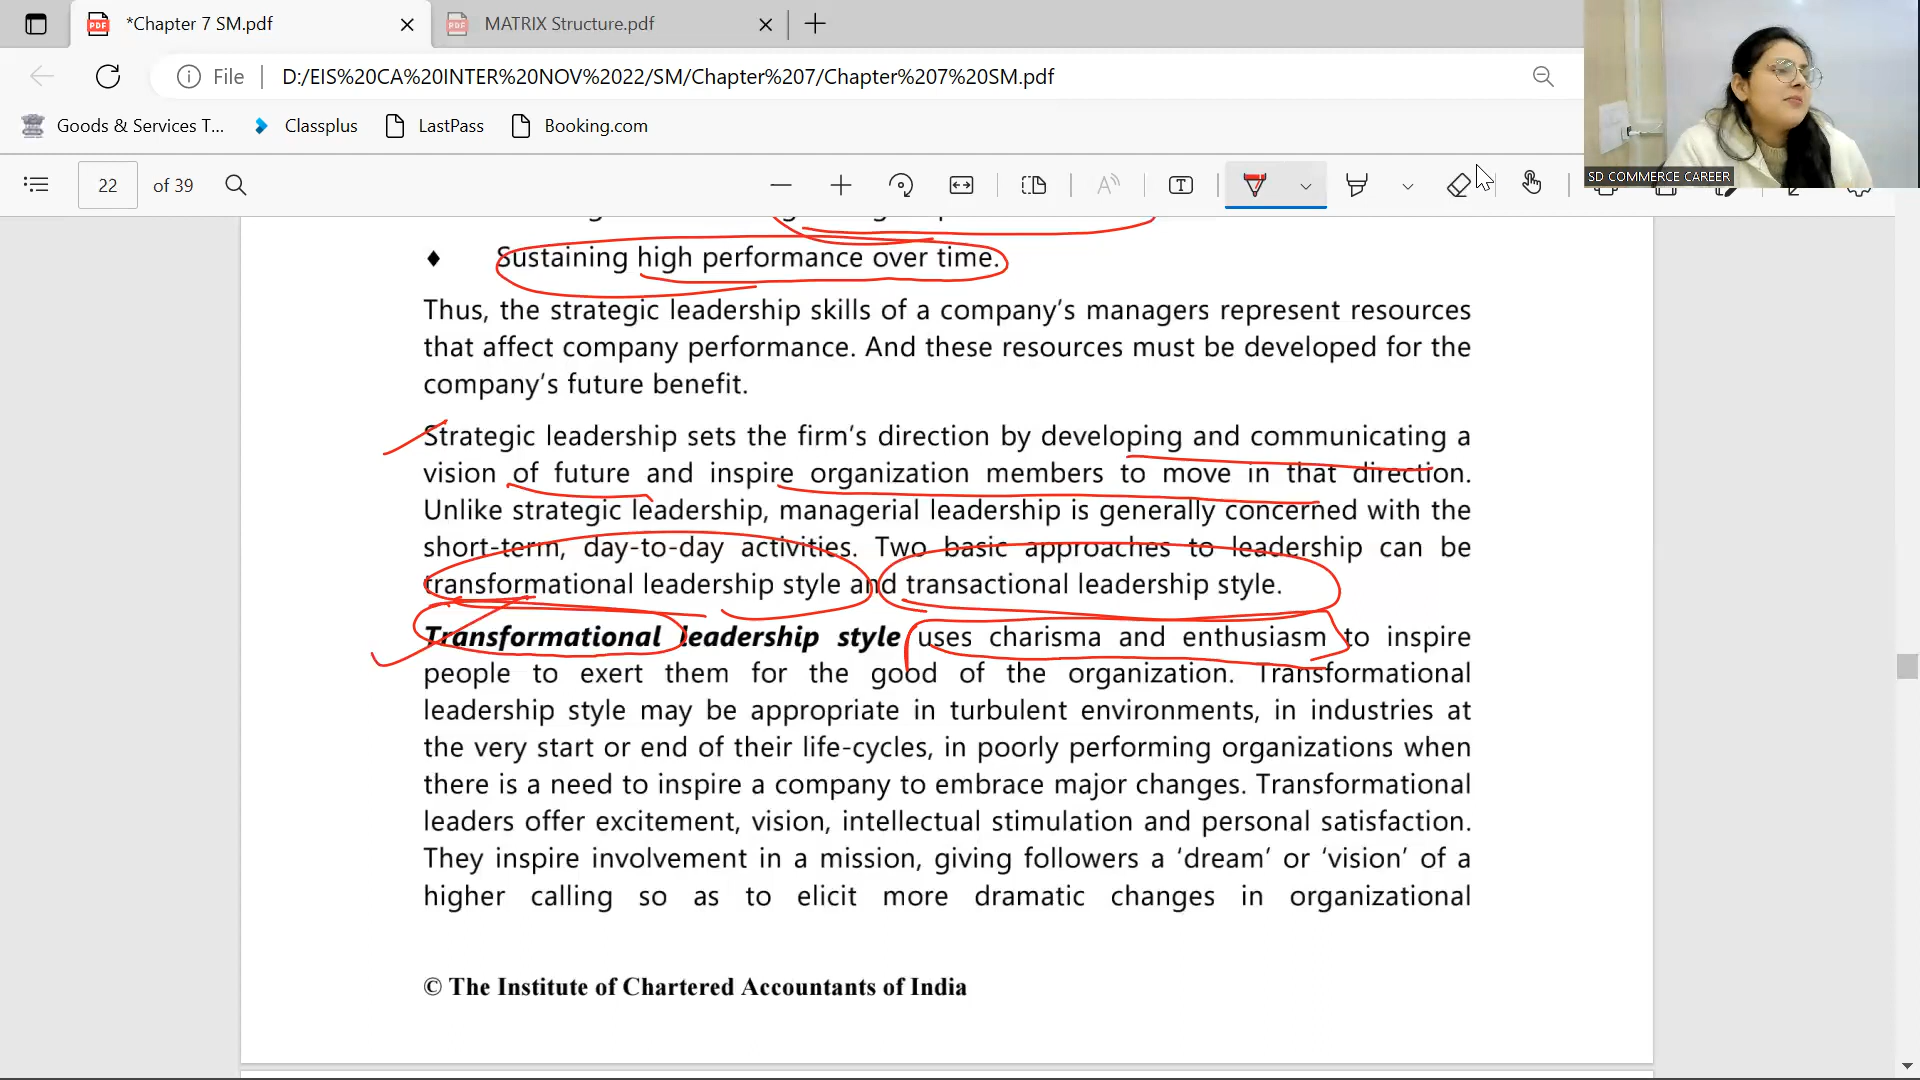 *Chapter 7 SM.pdf
MATRIX Structure.pdf
File
D:/EIS%20CA%20INTER%20NOV%2022/SM/Chapter%207/Chapter%207%20SM.pdf
Goods & Services T...
Classplus
LastPass
Booking.com
22
of 39
SD COMMERCE CAREER
♦ Sustaining high performance over time.
Thus, the strategic leadership skills of a company’s managers represent resources
that affect company performance. And these resources must be developed for the
company’s future benefit.
Strategic leadership sets the firm’s direction by developing and communicating a
vision of future and inspire organization members to move in that direction.
Unlike strategic leadership, managerial leadership is generally concerned with the
short-term, day-to-day activities. Two basic approaches to leadership can be
transformational leadership style and transactional leadership style.
Transformational leadership style uses charisma and enthusiasm to inspire
people to exert them for the good of the organization. Transformational
leadership style may be appropriate in turbulent environments, in industries at
the very start or end of their life-cycles, in poorly performing organizations when
there is a need to inspire a company to embrace major changes. Transformational
leaders offer excitement, vision, intellectual stimulation and personal satisfaction.
They inspire involvement in a mission, giving followers a ‘dream’ or ‘vision’ of a
higher calling so as to elicit more dramatic changes in organizational
© The Institute of Chartered Accountants of India